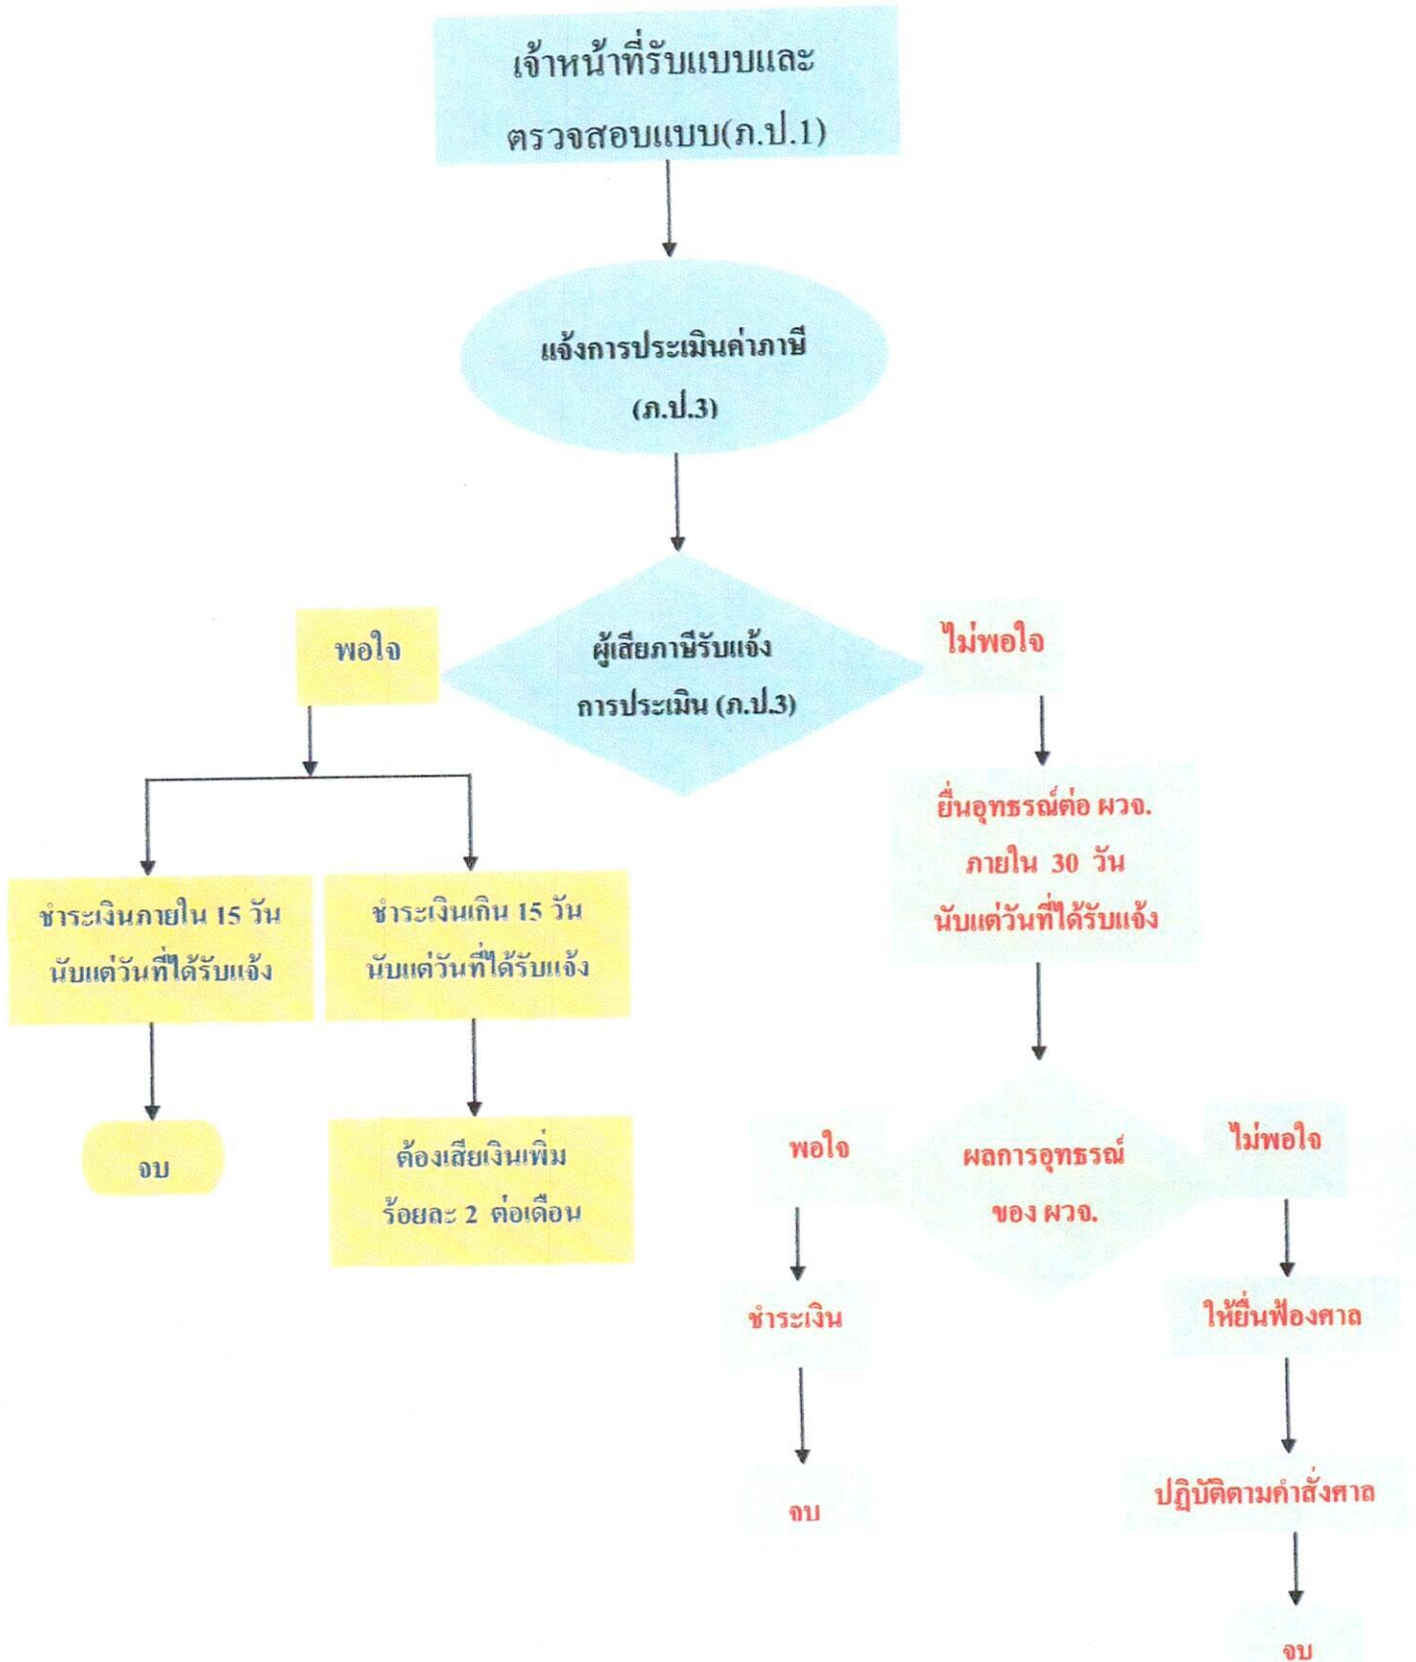 เจ้าหน้าที่รับแบบและ
ตรวจสอบแบบ(ภ.ป.1)
แจ้งการประเมินค่าภาษี
(ภ.ป.3)
ผู้เสียภาษีรับแจ้ง
การประเมิน (ภ.ป.3)
พอใจ
ไม่พอใจ
ชำระเงินภายใน 15 วัน
นับแต่วันที่ได้รับแจ้ง
ชำระเงินเกิน 15 วัน
นับแต่วันที่ได้รับแจ้ง
จบ
ต้องเสียเงินเพิ่ม
ร้อยละ 2 ต่อเดือน
ยื่นอุทธรณ์ต่อ ผวจ.
ภายใน 30 วัน
นับแต่วันที่ได้รับแจ้ง
ผลการอุทธรณ์
ของ ผวจ.
พอใจ
ไม่พอใจ
ชำระเงิน
จบ
ให้ยื่นฟ้องศาล
ปฏิบัติตามคำสั่งศาล
จบ